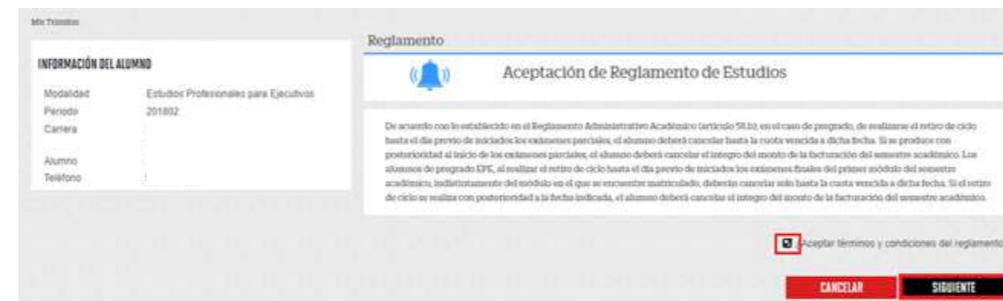 Mis Trámites
Reglamento
INFORMACIÓN DEL ALUMNO
Modalidad Estudios Profesionales para Ejecutivos
Periodo 201802
Carrera
Alumno
Teléfono
Aceptación de Reglamento de Estudios
De acuerdo con lo establecido en el Reglamento Administrativo Académico (artículo 58.b), en el caso de pregrado, de realizarse el retiro de ciclo
hasta el día previo de iniciados los exámenes parciales, el alumno deberá cancelar hasta la cuota vencida a dicha fecha. Si se produce con
posterioridad al inicio de los exámenes parciales, el alumno deberá cancelar el integro del monto de la facturación del semestre académico. Los
alumnos de pregrado EPE, al realizar el retiro de ciclo hasta el día previo de iniciados los exámenes finales del primer módulo del semestre
académico, indistintamente del módulo en el que se encuentre matriculado, deberán cancelar solo hasta la cuota vencida a dicha fecha. Si el retiro
de ciclo se realiza con posterioridad a la fecha indicada, el alumno deberá cancelar el integro del monto de la facturación del semestre académico.
Aceptar términos y condiciones del reglamento
CANCELAR SIGUIENTE